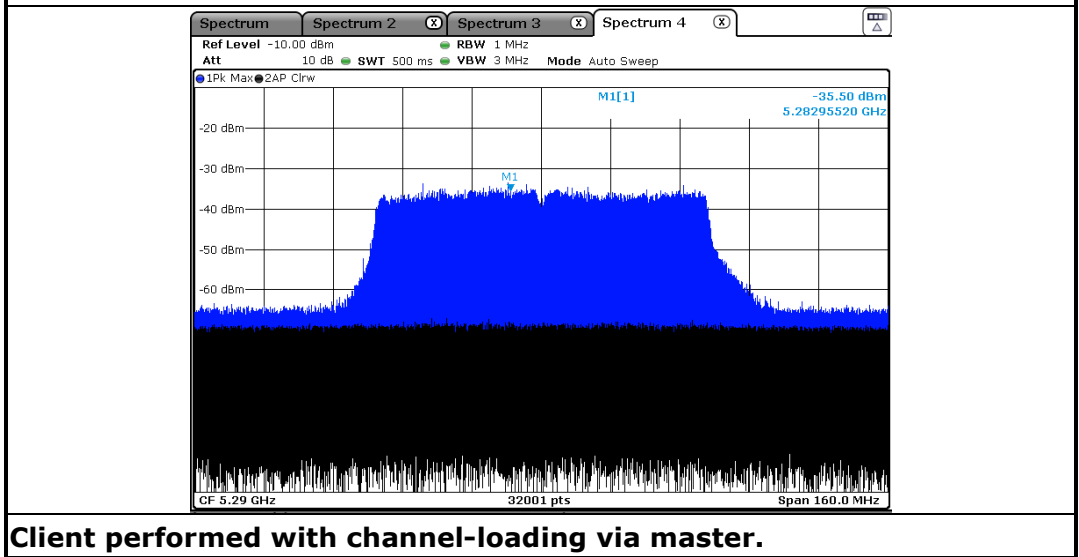 Spectrum Spectrum 2 X Spectrum 3 X Spectrum 4 X
Ref Level -10.00 dBm RBW 1 MHz
Att 10 dB SWT 500 ms VBW 3 MHz Mode Auto Sweep
1Pk Max 2AP Clrw
M1[1] -35.50 dBm
5.28295520 GHz
-20 dBm
-30 dBm
M1
-40 dBm
-50 dBm
-60 dBm
CF 5.29 GHz 32001 pts Span 160.0 MHz
Client performed with channel-loading via master.